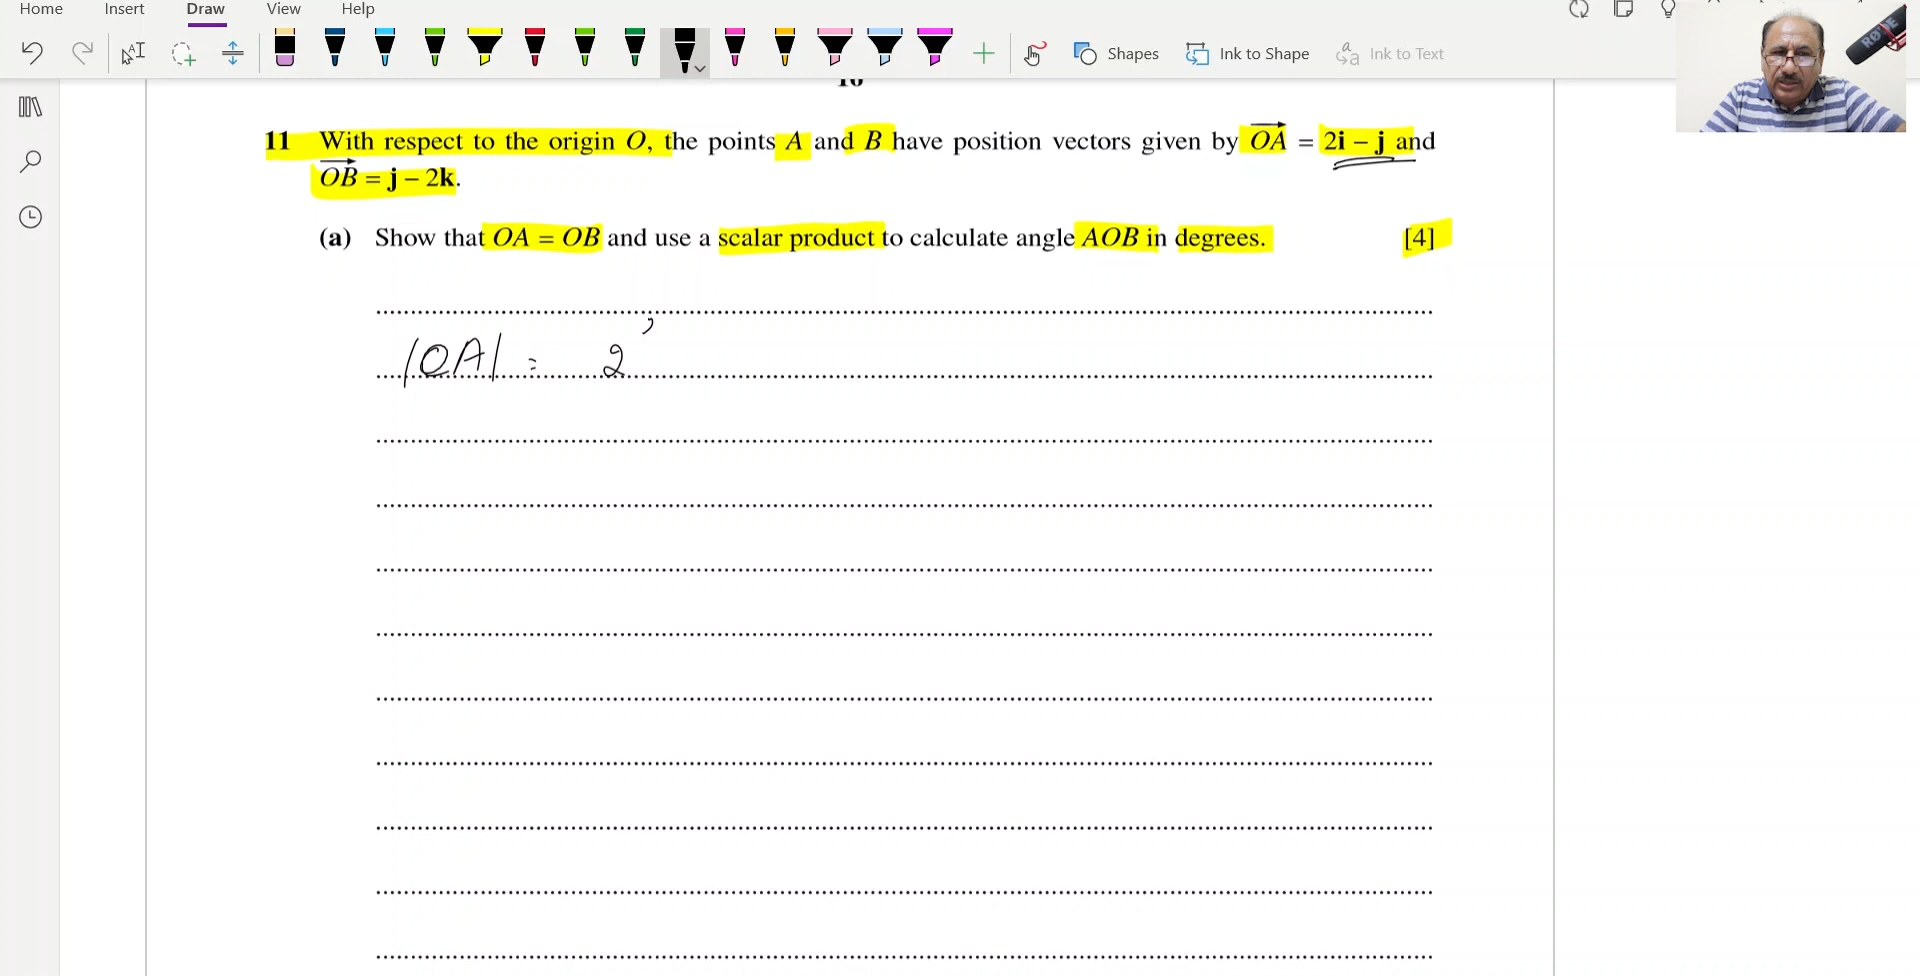 Home Insert Draw View Help
Shapes Ink to Shape Ink to Text
11 With respect to the origin O, the points A and B have position vectors given by OA = 2i – j and
OB = j – 2k.
(a) Show that OA = OB and use a scalar product to calculate angle AOB in degrees. [4]
|OA| = 2